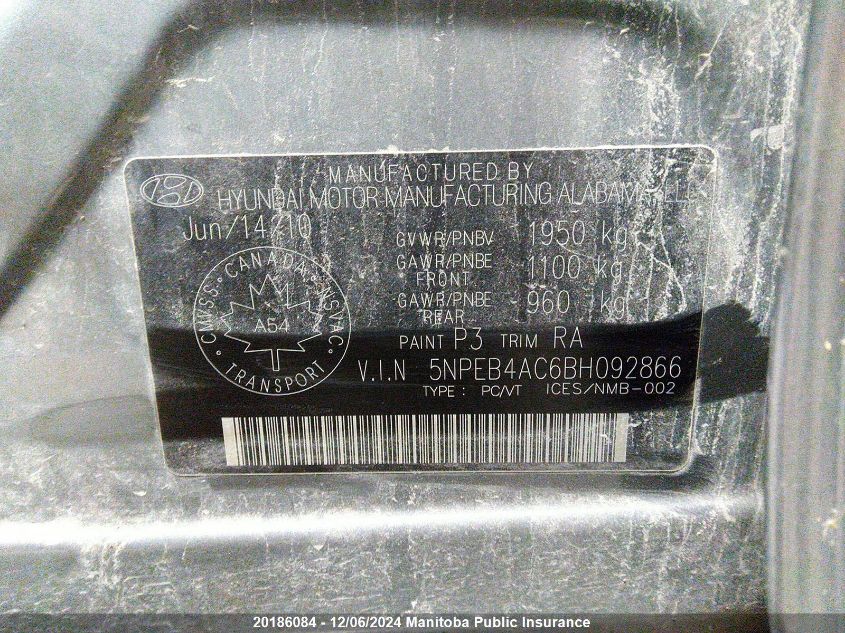 MANUFACTURED BY
HYUNDAI MOTOR MANUFACTURING ALABAMA, LLC
Jun/14/10
GVWR/PNBV 1950 kg
GAWR/PNBE FRONT 1100 kg
GAWR/PNBE REAR 960 kg
CANADA
CMVSS NSVAC
A54
TRANSPORT
PAINT P3 TRIM RA
V.I.N 5NPEB4AC6BH092866
TYPE : PC/VT ICES/NMB-002
20186084 - 12/06/2024 Manitoba Public Insurance